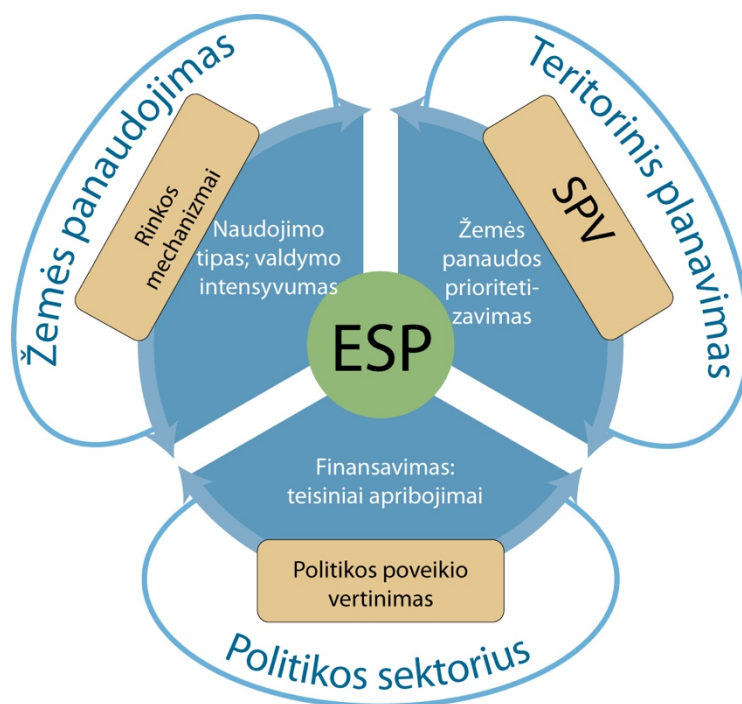 Žemės panaudojimas
Rinkos
mechanizmai
Naudojimo
tipas; valdymo
intensyvumas
Teritorinis planavimas
SPV
Žemės
panaudos
prioriteti-
zavimas
ESP
Finansavimas:
teisiniai apribojimai
Politikos poveikio
vertinimas
Politikos sektorius